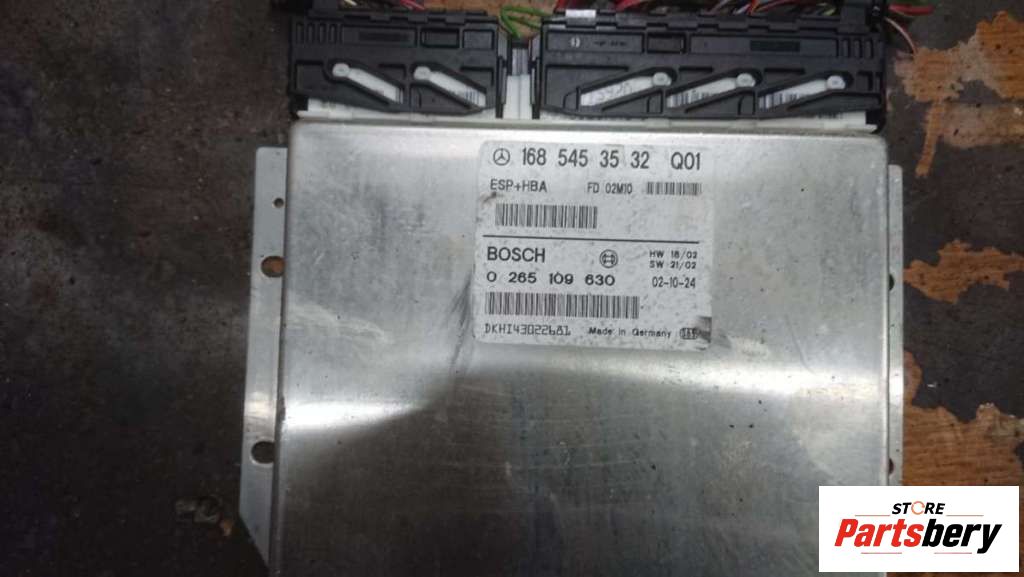 168 545 35 32 Q01
ESP+HBA FD 02M10
BOSCH
HW 18/02
SW 21/02
0 265 109 630 02-10-24
DKHI43022681 Made in Germany
STORE
Partsbery